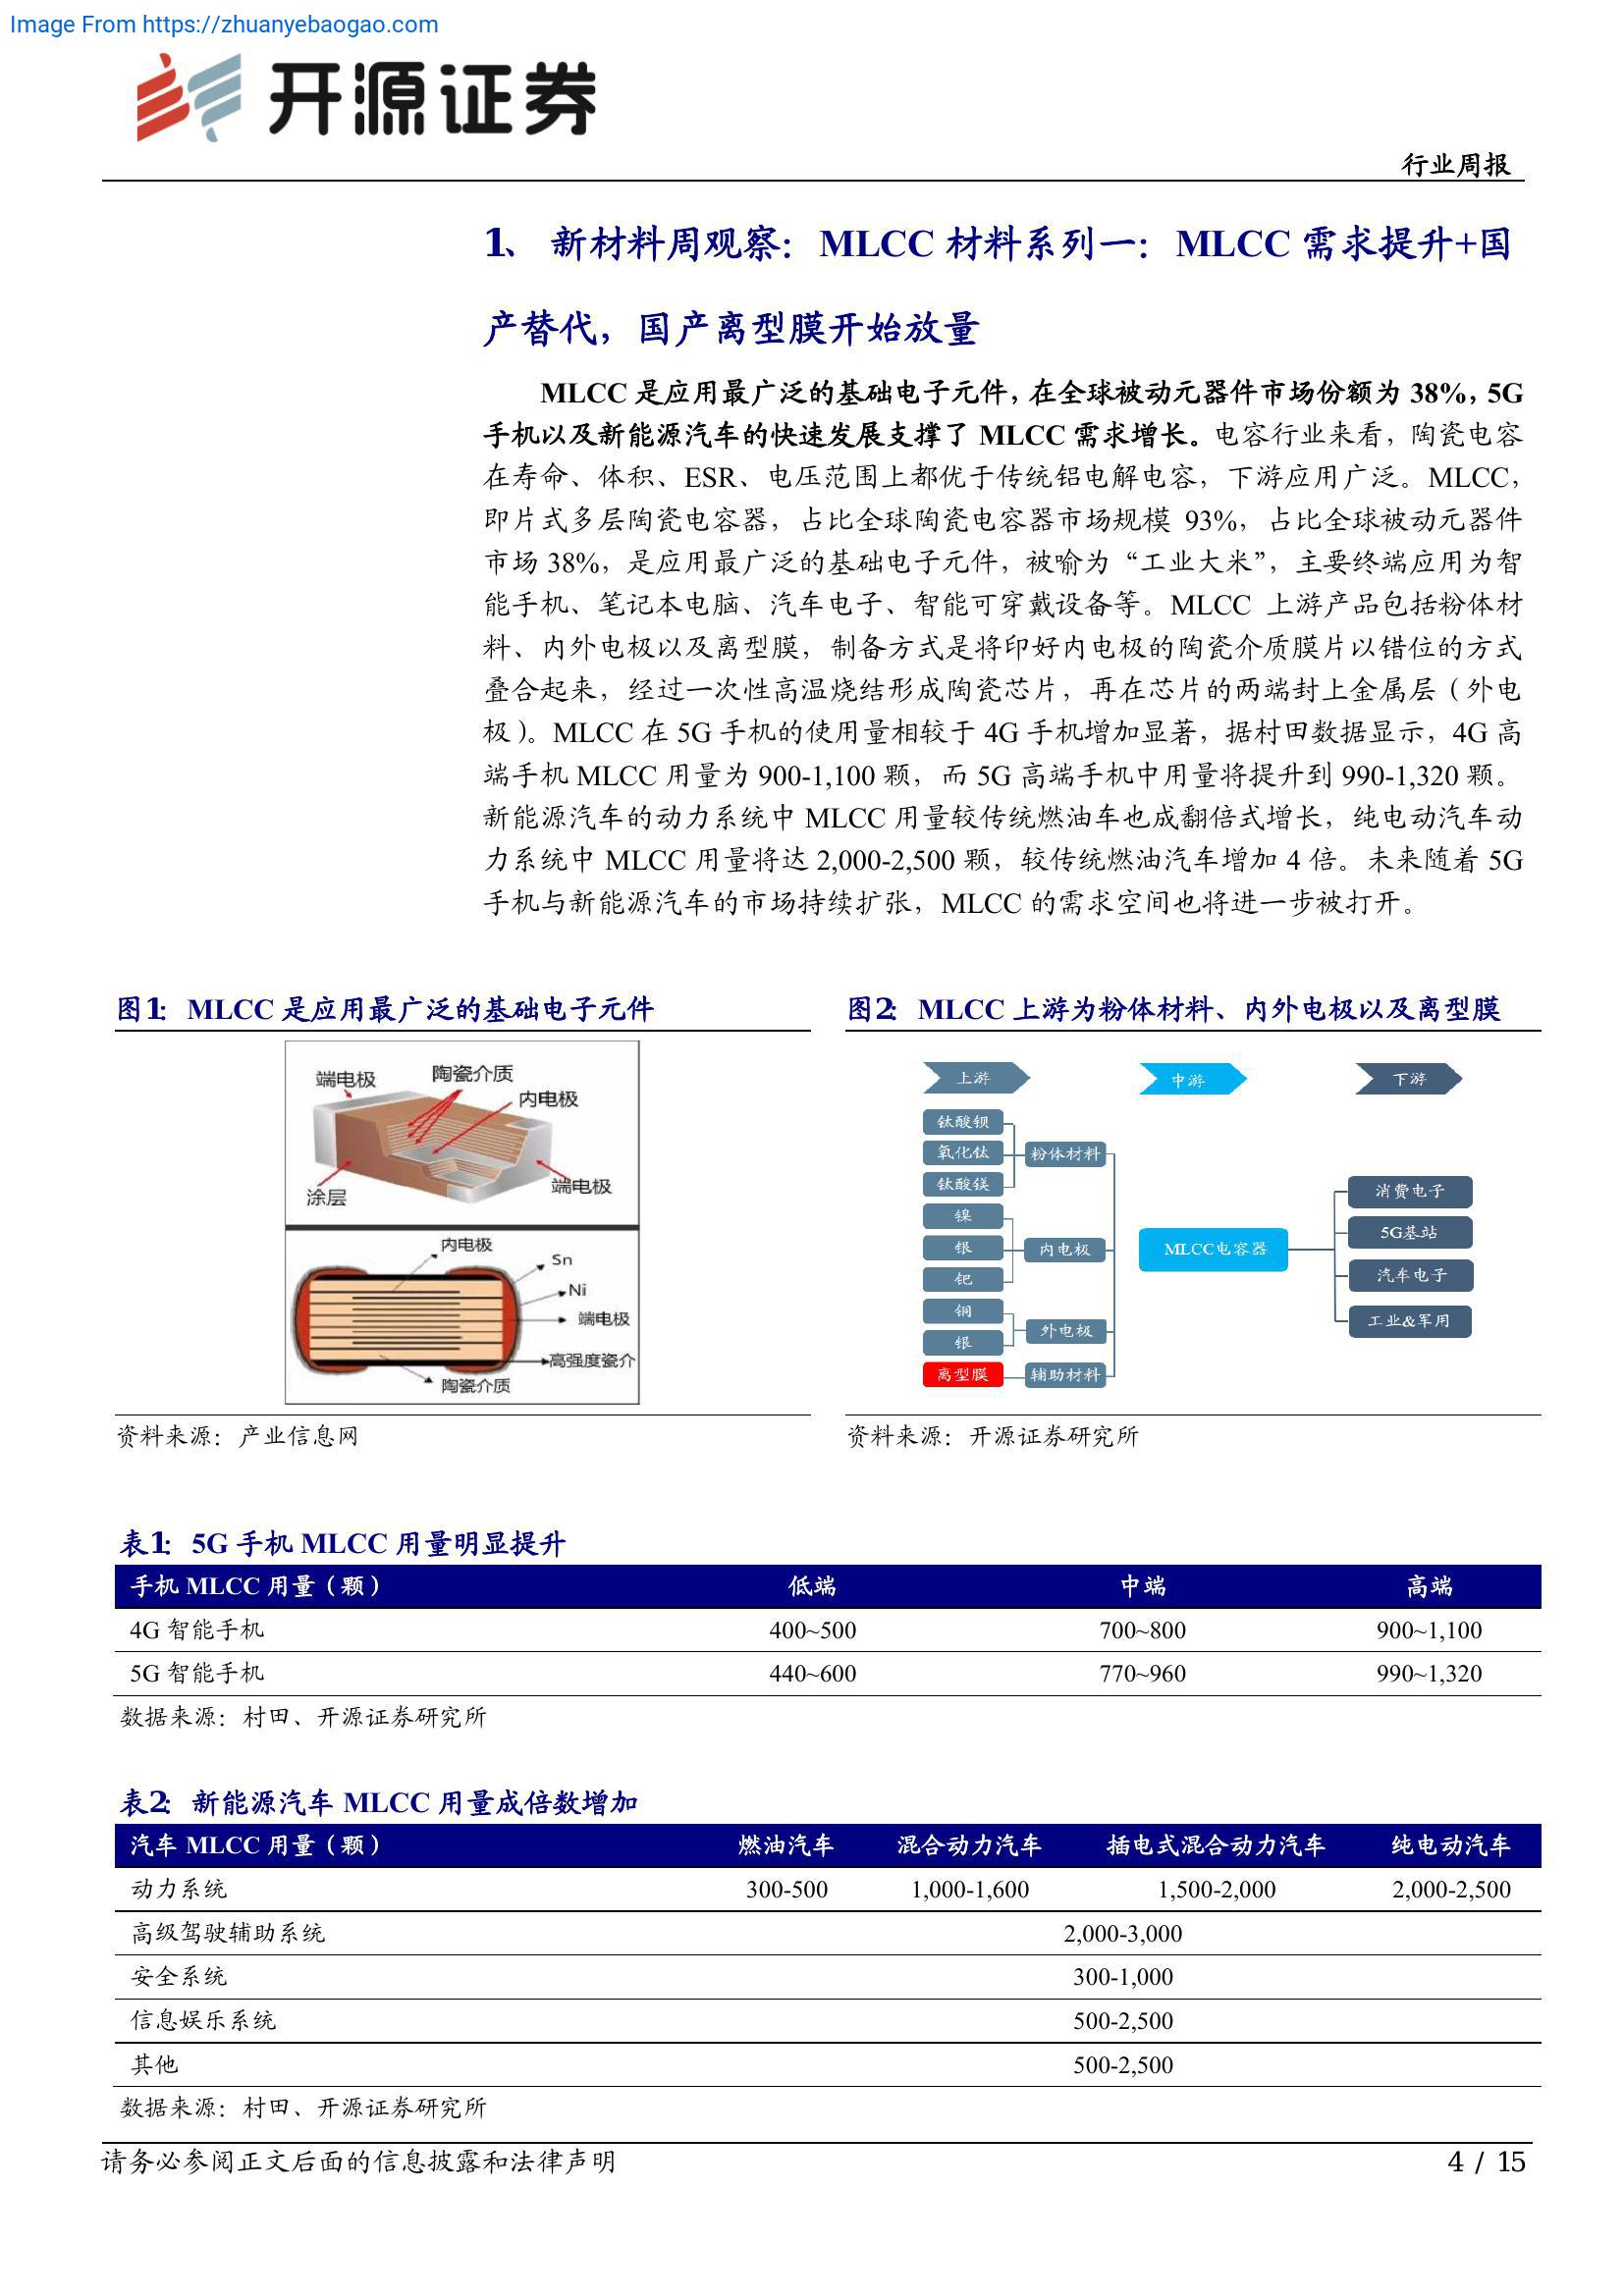 Image From https://zhuanyebaogao.com
开源证券
行业周报
1、 新材料周观察：MLCC 材料系列一：MLCC 需求提升+国
产替代，国产离型膜开始放量
MLCC 是应用最广泛的基础电子元件，在全球被动元器件市场份额为 38%，5G
手机以及新能源汽车的快速发展支撑了 MLCC 需求增长。电容行业来看，陶瓷电容
在寿命、体积、ESR、电压范围上都优于传统铝电解电容，下游应用广泛。MLCC，
即片式多层陶瓷电容器，占比全球陶瓷电容器市场规模 93%，占比全球被动元器件
市场 38%，是应用最广泛的基础电子元件，被喻为“工业大米”，主要终端应用为智
能手机、笔记本电脑、汽车电子、智能可穿戴设备等。MLCC 上游产品包括粉体材
料、内外电极以及离型膜，制备方式是将印好内电极的陶瓷介质膜片以错位的方式
叠合起来，经过一次性高温烧结形成陶瓷芯片，再在芯片的两端封上金属层（外电
极）。MLCC 在 5G 手机的使用量相较于 4G 手机增加显著，据村田数据显示，4G 高
端手机 MLCC 用量为 900-1,100 颗，而 5G 高端手机中用量将提升到 990-1,320 颗。
新能源汽车的动力系统中 MLCC 用量较传统燃油车也成翻倍式增长，纯电动汽车动
力系统中 MLCC 用量将达 2,000-2,500 颗，较传统燃油汽车增加 4 倍。未来随着 5G
手机与新能源汽车的市场持续扩张，MLCC 的需求空间也将进一步被打开。
图1： MLCC 是应用最广泛的基础电子元件
端电极
陶瓷介质
内电极
涂层
端电极
内电极
Sn
Ni
端电极
高强度瓷介
陶瓷介质
资料来源：产业信息网
图2： MLCC 上游为粉体材料、内外电极以及离型膜
上游
中游
下游
钛酸钡
氧化钛
钛酸镁
粉体材料
镍
银
钯
内电极
铜
银
外电极
离型膜
辅助材料
MLCC电容器
消费电子
5G基站
汽车电子
工业&军用
资料来源：开源证券研究所
表1： 5G 手机 MLCC 用量明显提升
手机 MLCC 用量（颗） 低端 中端 高端
4G 智能手机 400~500 700~800 900~1,100
5G 智能手机 440~600 770~960 990~1,320
数据来源：村田、开源证券研究所
表2： 新能源汽车 MLCC 用量成倍数增加
汽车 MLCC 用量（颗） 燃油汽车 混合动力汽车 插电式混合动力汽车 纯电动汽车
动力系统 300-500 1,000-1,600 1,500-2,000 2,000-2,500
高级驾驶辅助系统 2,000-3,000
安全系统 300-1,000
信息娱乐系统 500-2,500
其他 500-2,500
数据来源：村田、开源证券研究所
请务必参阅正文后面的信息披露和法律声明 4 / 15